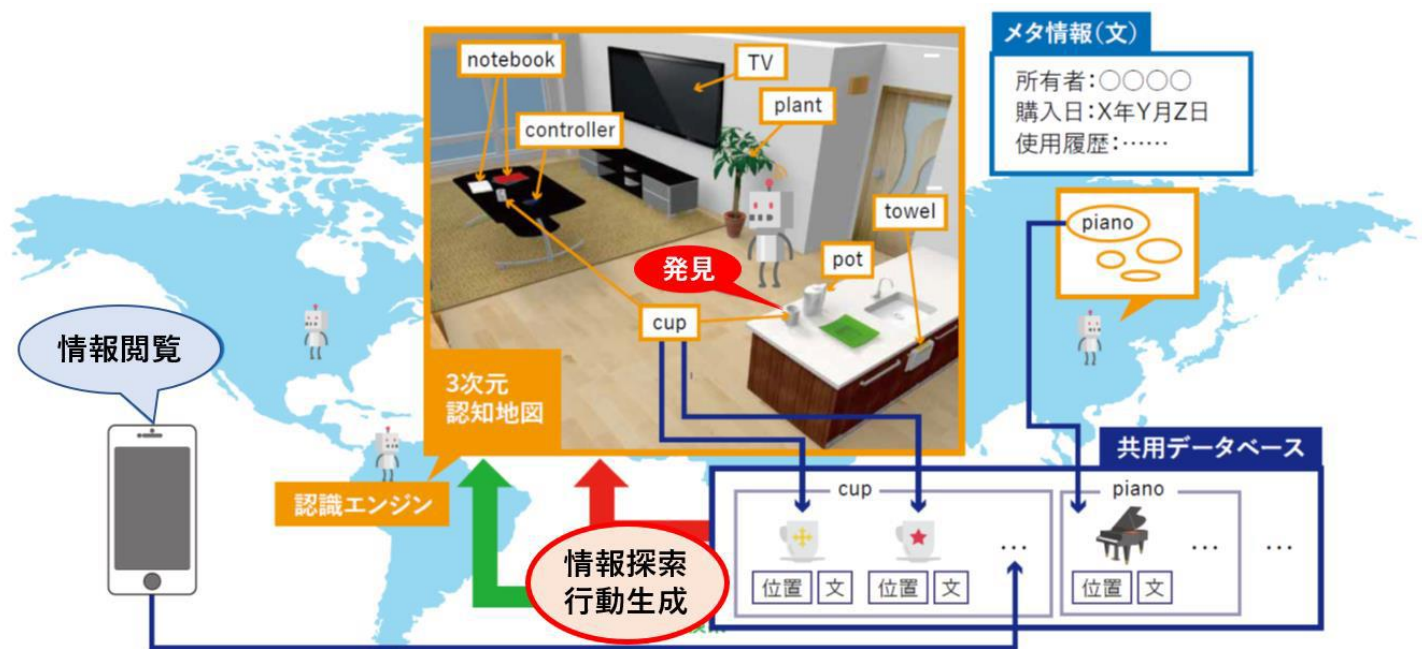 メタ情報(文)
所有者:○○○○
購入日:X年Y月Z日
使用履歴:……
notebook
TV
plant
controller
towel
piano
発見
pot
cup
情報閲覧
3次元
認知地図
認識エンジン
共用データベース
cup
piano
…
…
…
情報探索
行動生成
位置
文
位置
文
位置
文